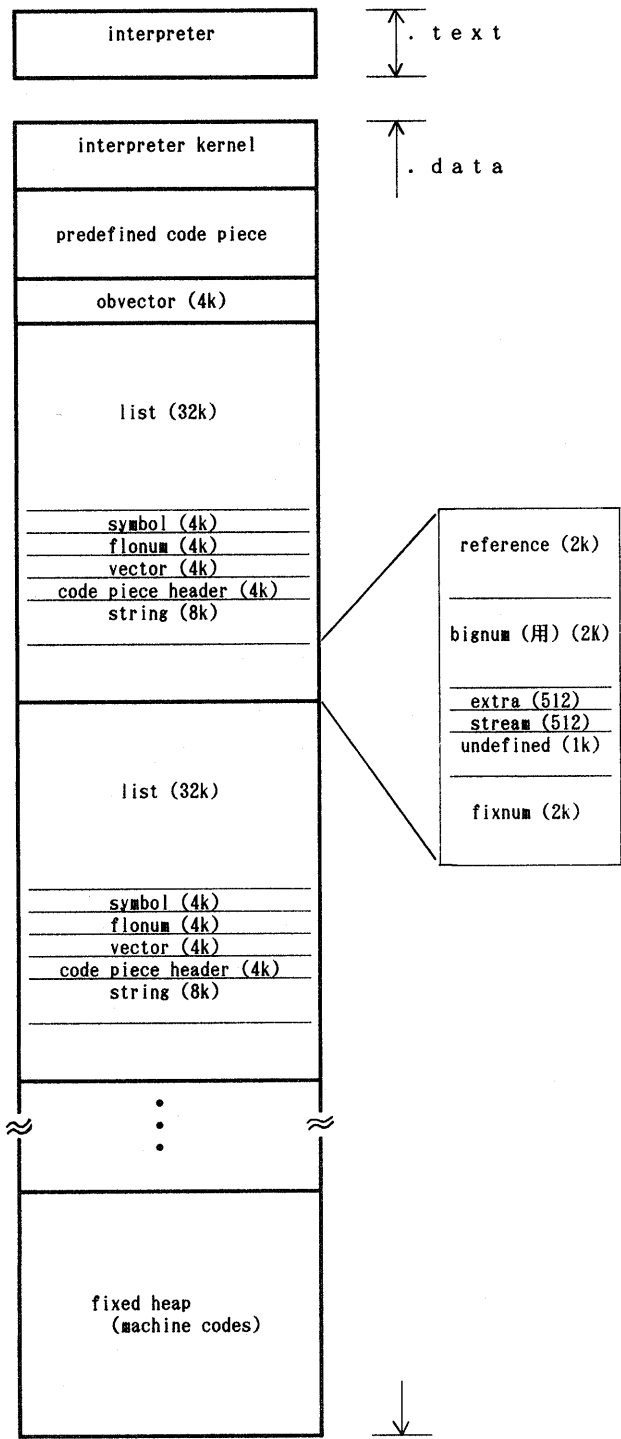 interpreter
.text
interpreter kernel
.data
predefined code piece
obvector (4k)
list (32k)
symbol (4k)
flonum (4k)
vector (4k)
code piece header (4k)
string (8k)
reference (2k)
bignum (用) (2K)
extra (512)
stream (512)
undefined (1k)
fixnum (2k)
list (32k)
symbol (4k)
flonum (4k)
vector (4k)
code piece header (4k)
string (8k)
fixed heap
(machine codes)